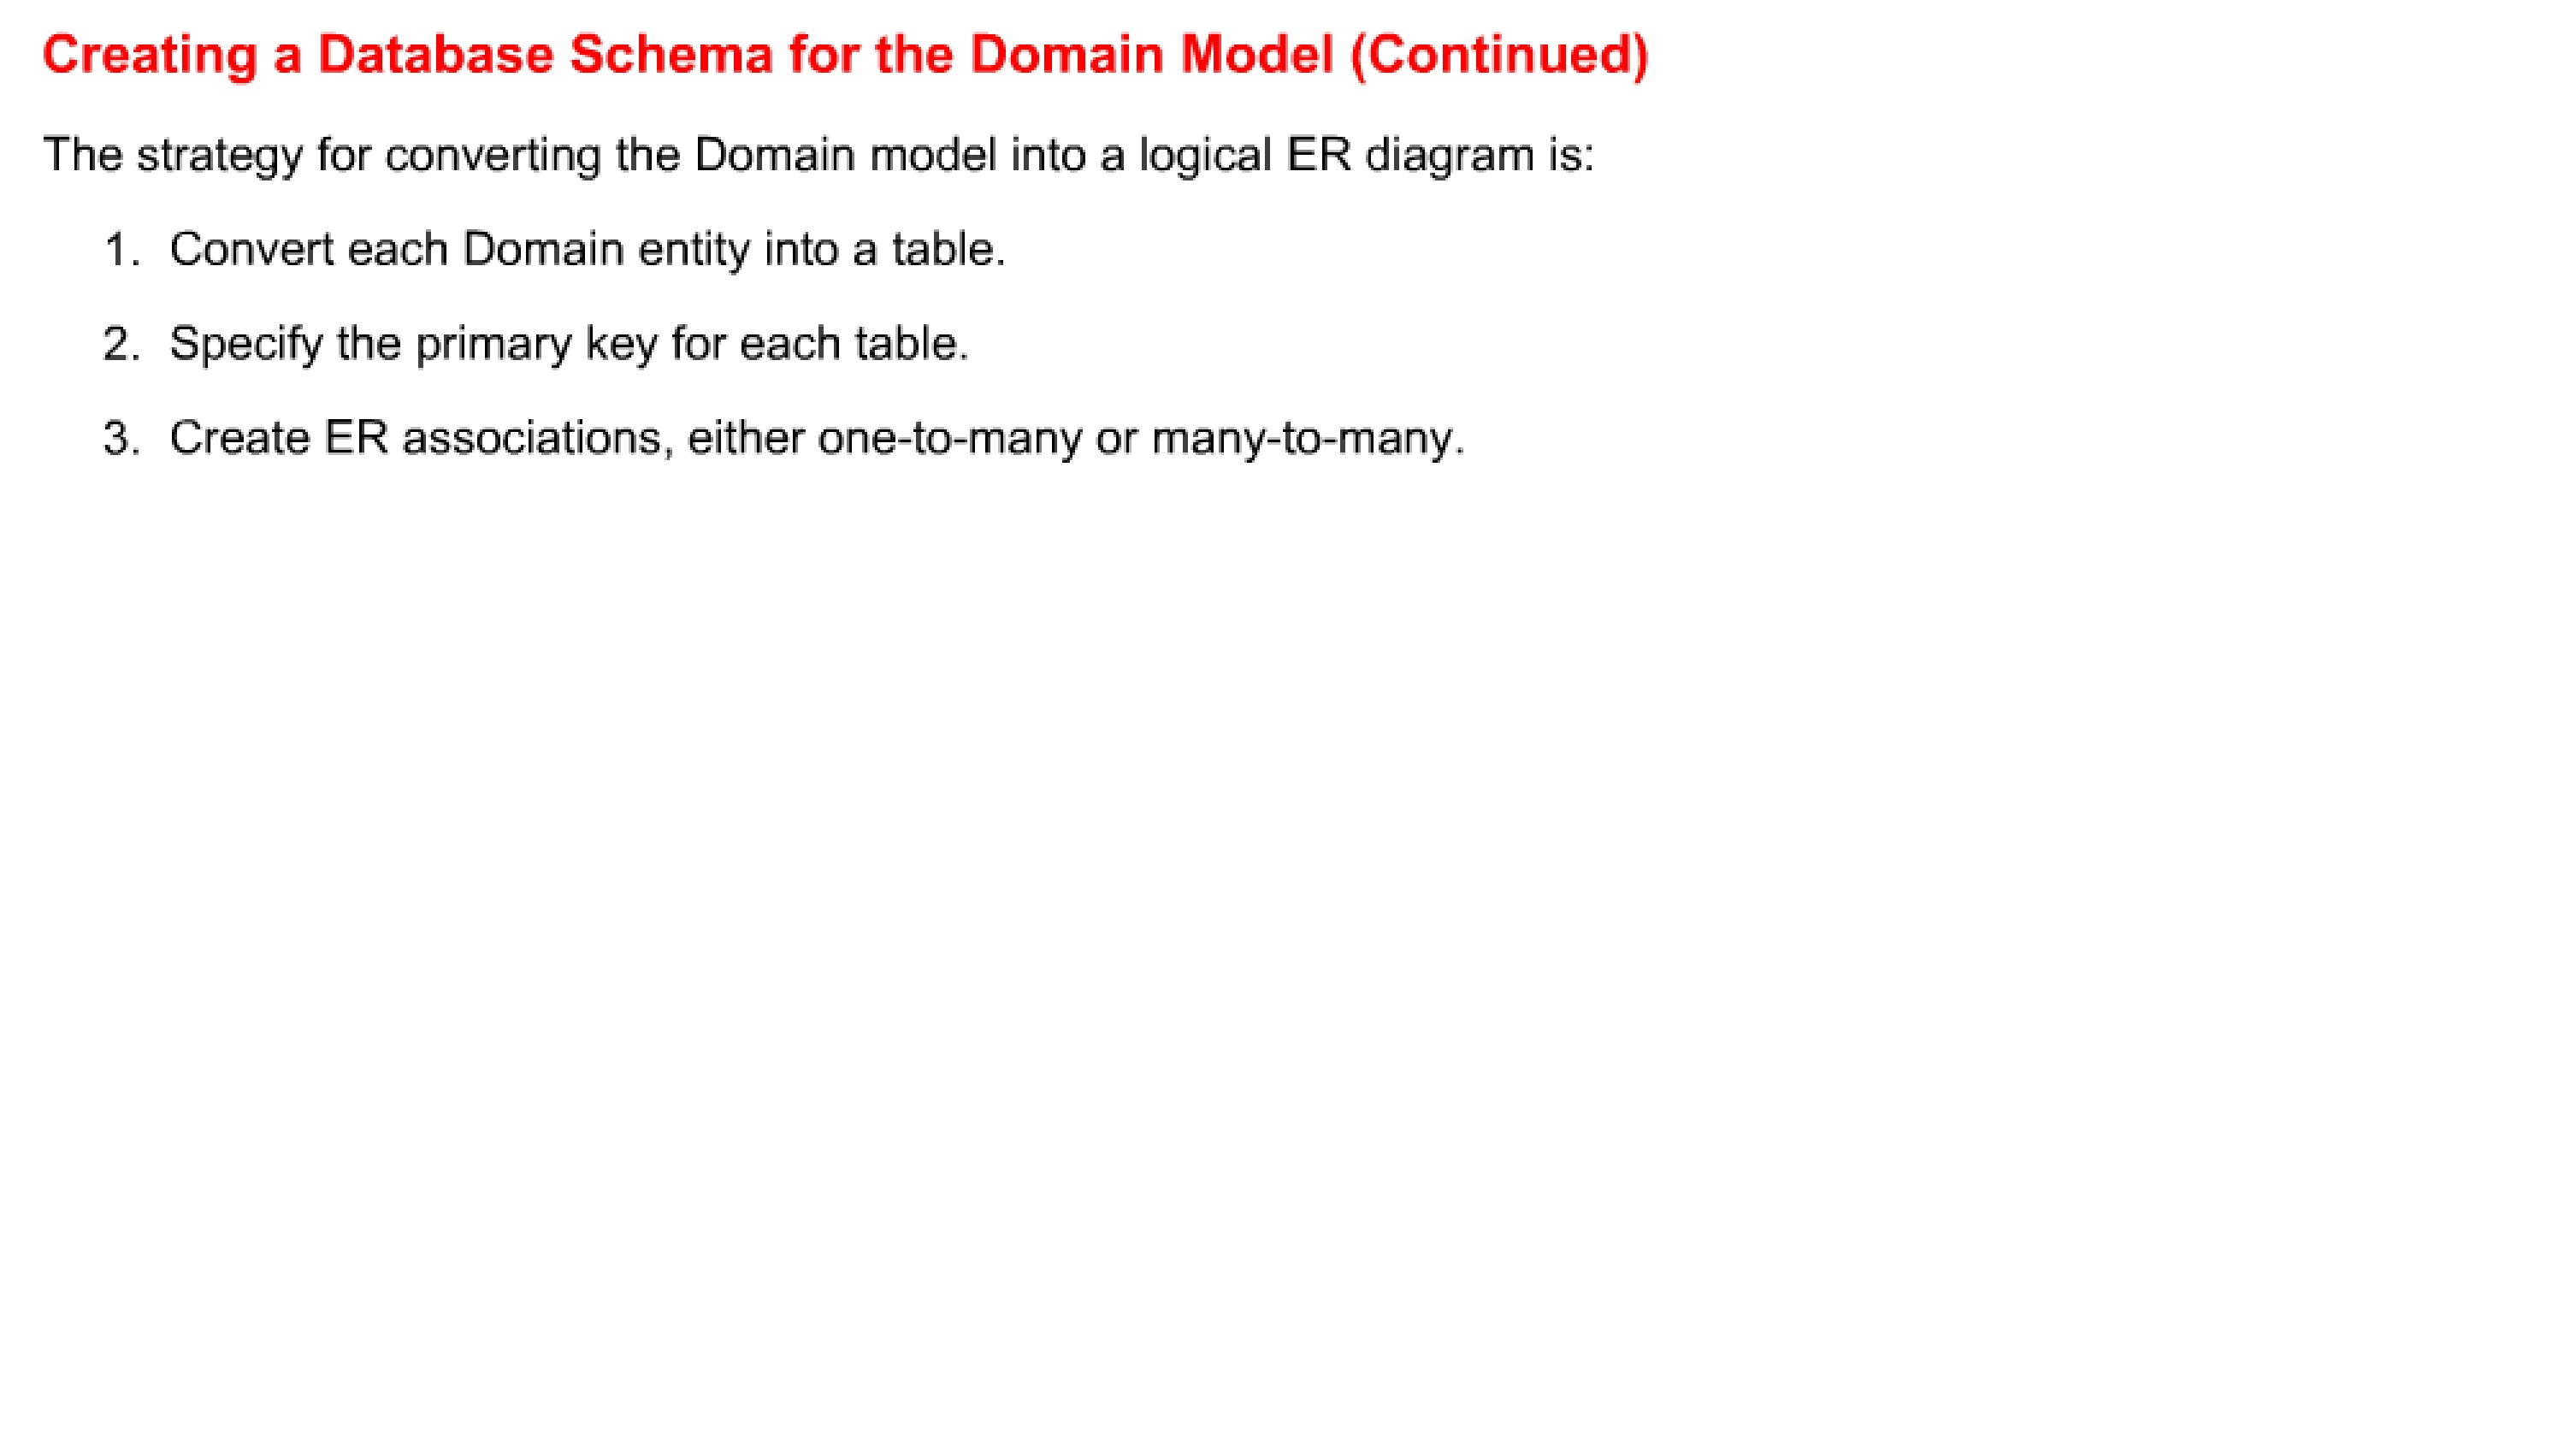 Creating a Database Schema for the Domain Model (Continued)
The strategy for converting the Domain model into a logical ER diagram is:
1. Convert each Domain entity into a table.
2. Specify the primary key for each table.
3. Create ER associations, either one-to-many or many-to-many.